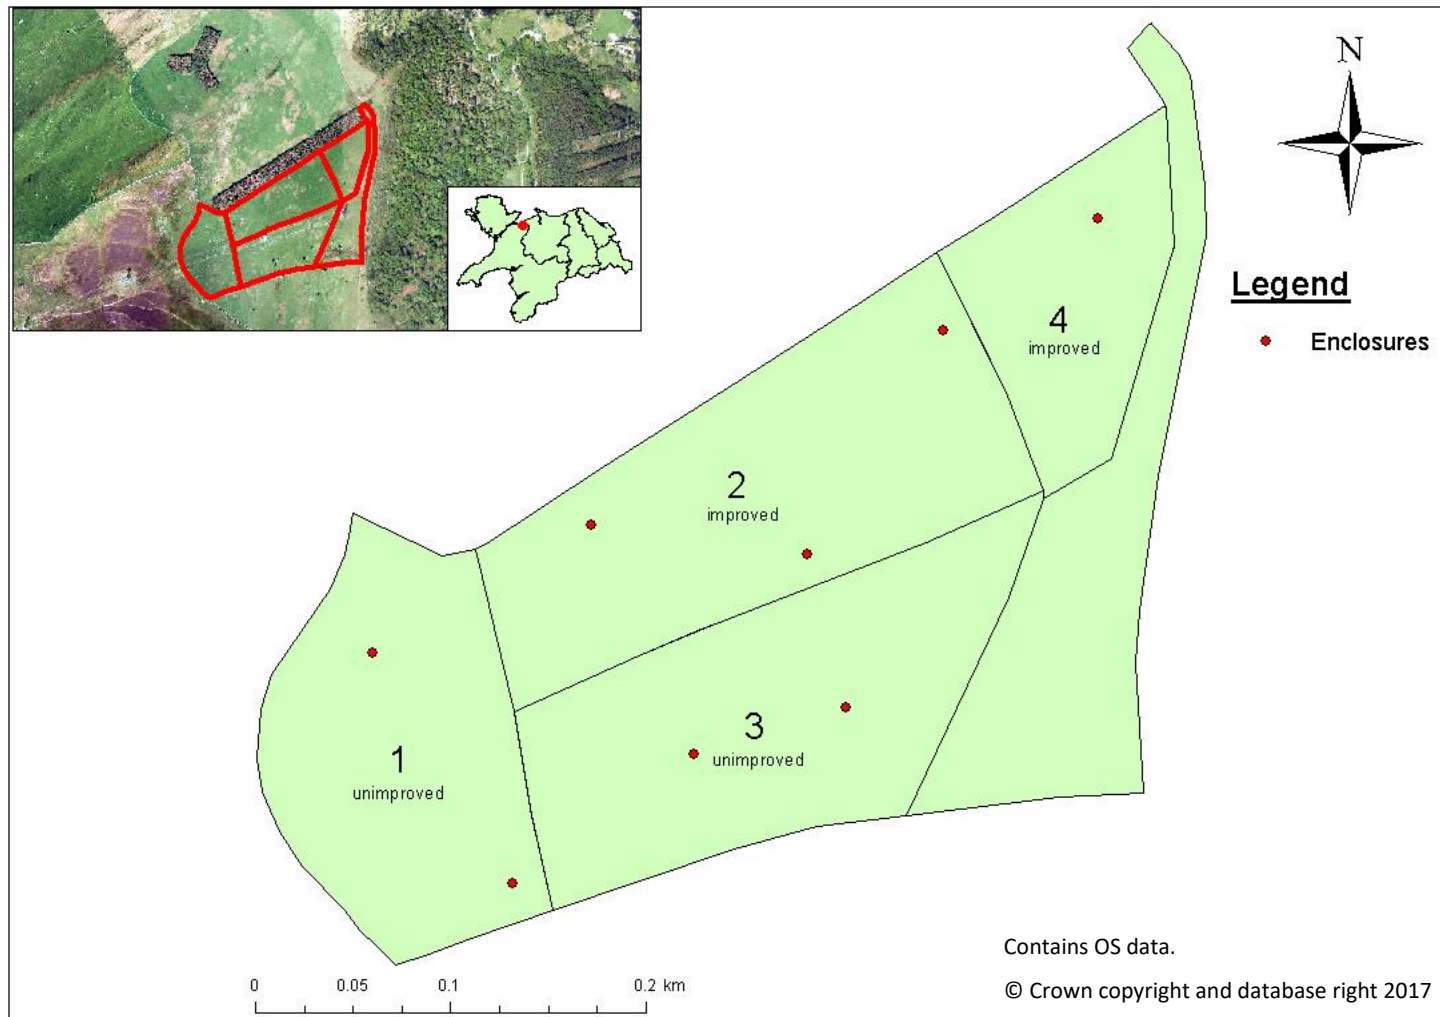 N
Legend
Enclosures
4
improved
2
improved
3
unimproved
1
unimproved
0 0.05 0.1 0.2 km
Contains OS data.
© Crown copyright and database right 2017